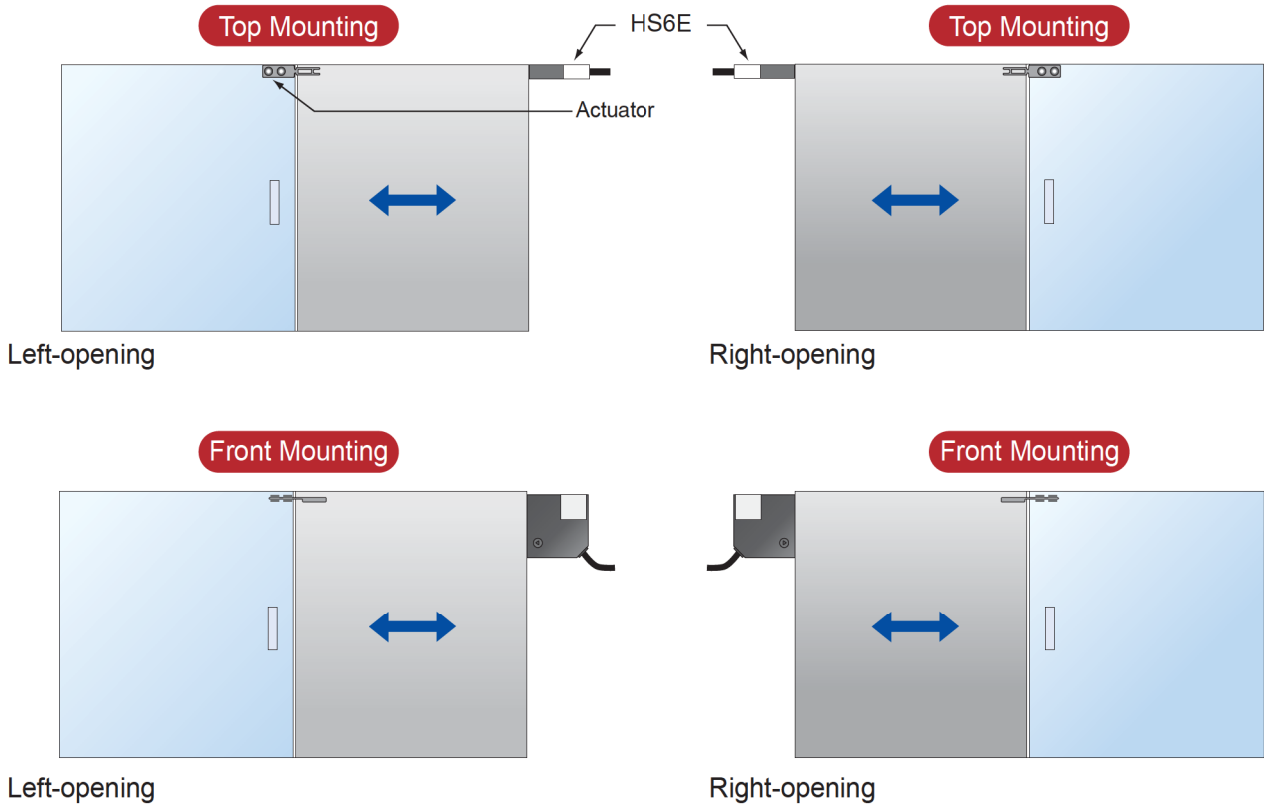 Top Mounting
HS6E
Top Mounting
Actuator
Left-opening
Right-opening
Front Mounting
Front Mounting
Left-opening
Right-opening